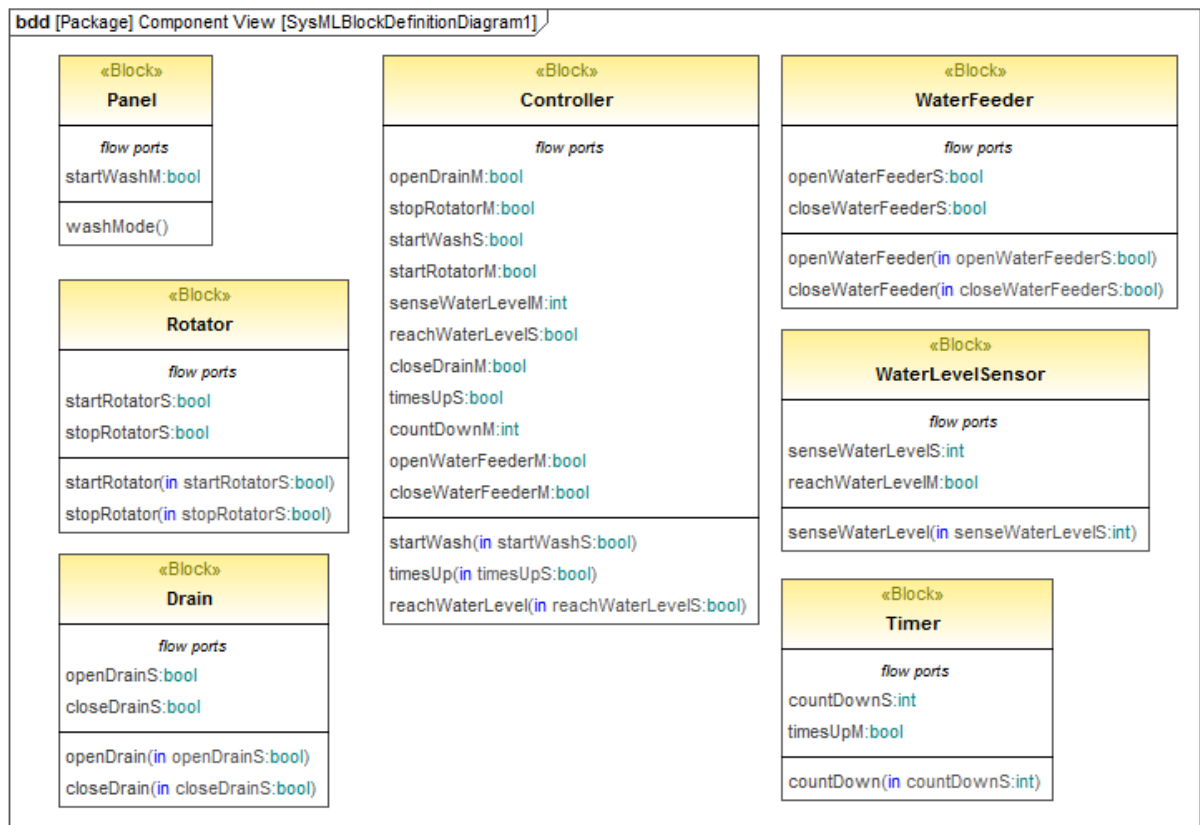 bdd [Package] Component View [SysMLBlockDefinitionDiagram1]
«Block»
Panel
flow ports
startWashM:bool
washMode()
«Block»
Rotator
flow ports
startRotatorS:bool
stopRotatorS:bool
startRotator(in startRotatorS:bool)
stopRotator(in stopRotatorS:bool)
«Block»
Drain
flow ports
openDrainS:bool
closeDrainS:bool
openDrain(in openDrainS:bool)
closeDrain(in closeDrainS:bool)
«Block»
Controller
flow ports
openDrainM:bool
stopRotatorM:bool
startWashS:bool
startRotatorM:bool
senseWaterLevelM:int
reachWaterLevelS:bool
closeDrainM:bool
timesUpS:bool
countDownM:int
openWaterFeederM:bool
closeWaterFeederM:bool
startWash(in startWashS:bool)
timesUp(in timesUpS:bool)
reachWaterLevel(in reachWaterLevelS:bool)
«Block»
WaterFeeder
flow ports
openWaterFeederS:bool
closeWaterFeederS:bool
openWaterFeeder(in openWaterFeederS:bool)
closeWaterFeeder(in closeWaterFeederS:bool)
«Block»
WaterLevelSensor
flow ports
senseWaterLevelS:int
reachWaterLevelM:bool
senseWaterLevel(in senseWaterLevelS:int)
«Block»
Timer
flow ports
countDownS:int
timesUpM:bool
countDown(in countDownS:int)